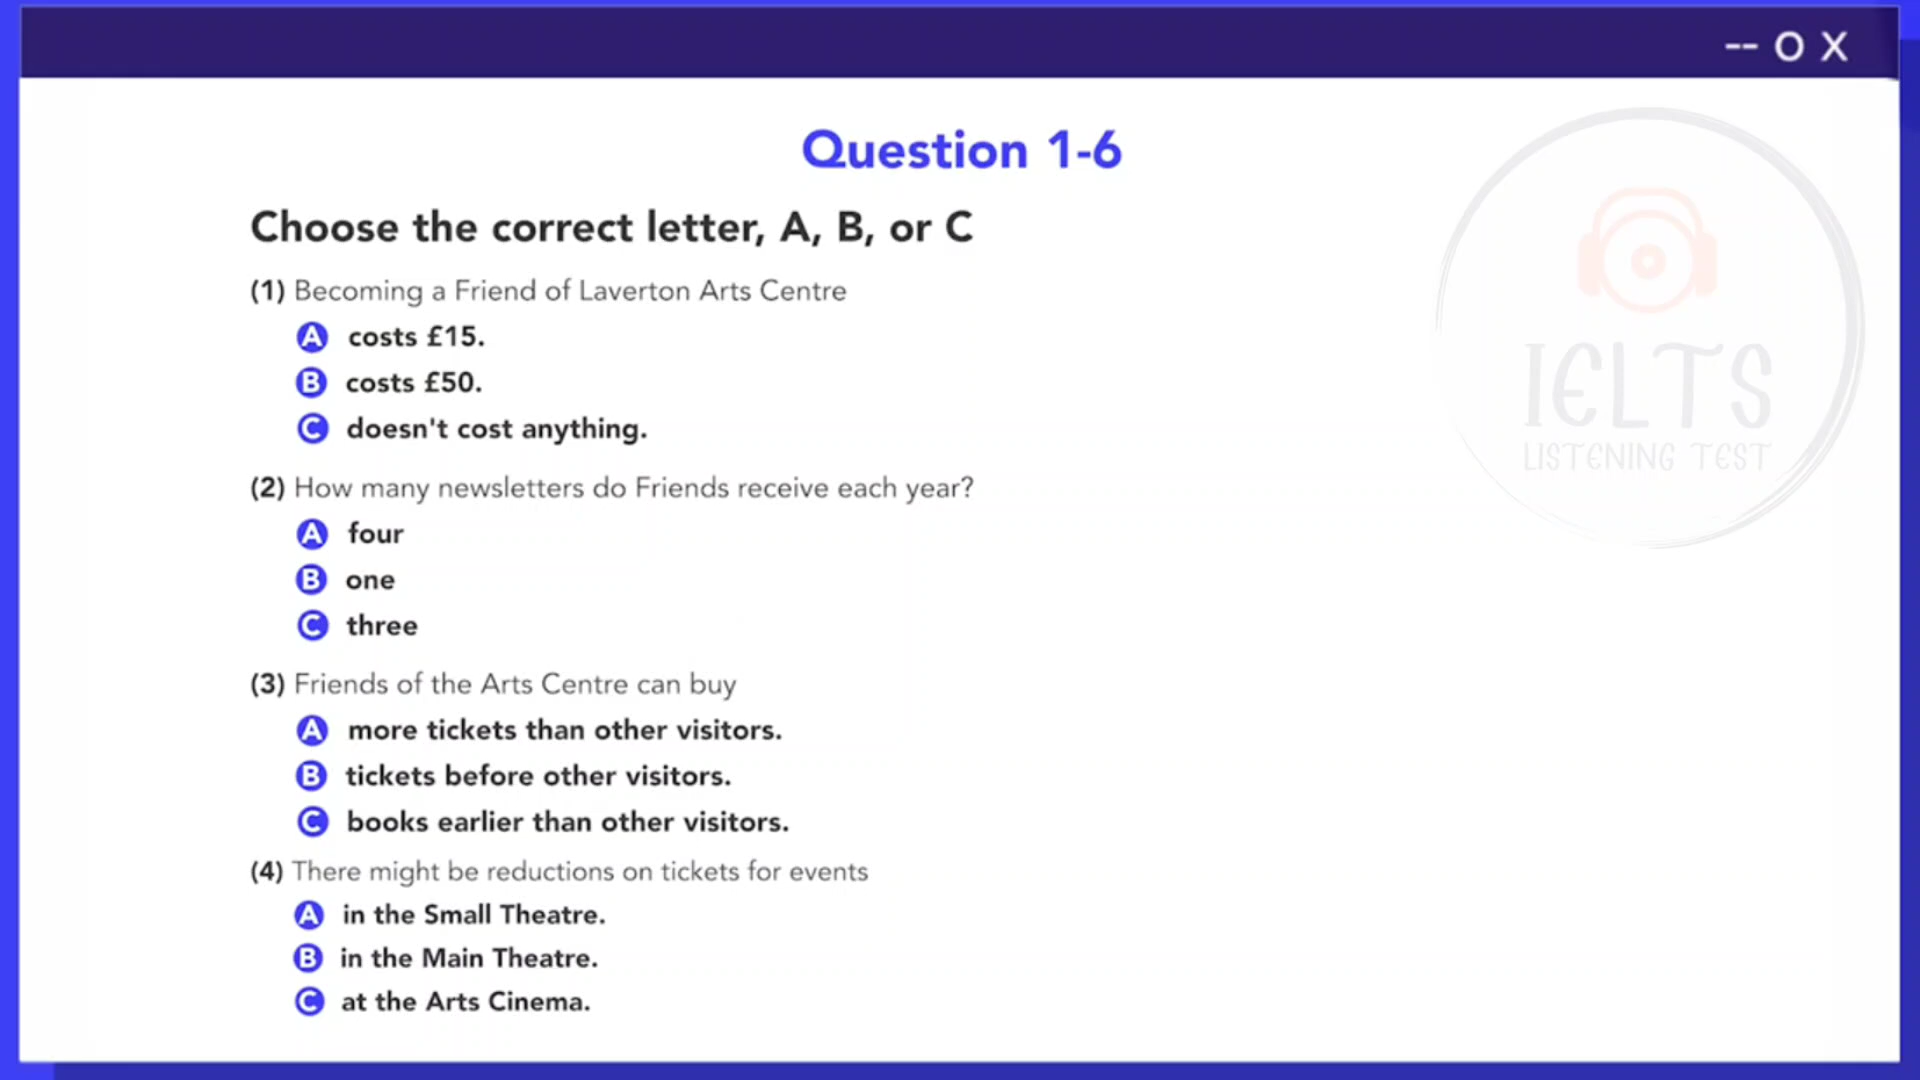 -- O X
Question 1-6
Choose the correct letter, A, B, or C
(1) Becoming a Friend of Laverton Arts Centre
A costs £15.
B costs £50.
C doesn't cost anything.
(2) How many newsletters do Friends receive each year?
A four
B one
C three
(3) Friends of the Arts Centre can buy
A more tickets than other visitors.
B tickets before other visitors.
C books earlier than other visitors.
(4) There might be reductions on tickets for events
A in the Small Theatre.
B in the Main Theatre.
C at the Arts Cinema.
IELTS
LISTENING TEST